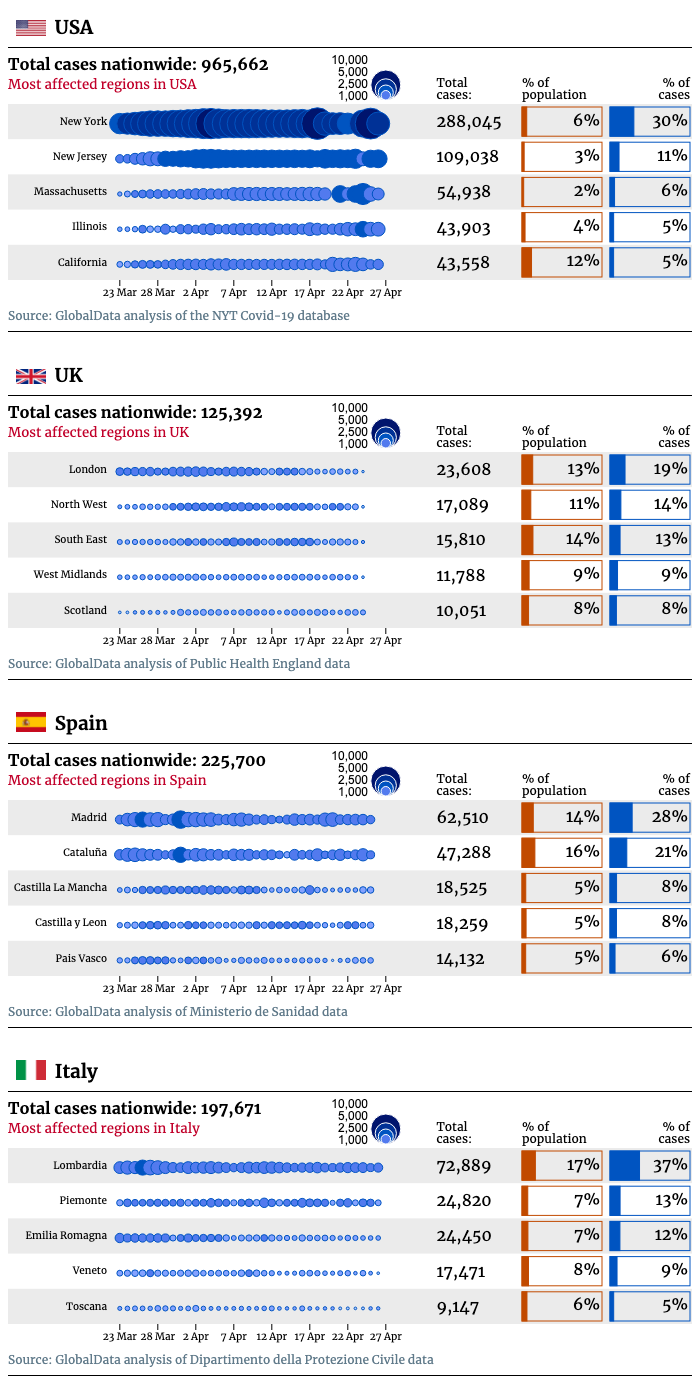 USA
Total cases nationwide: 965,662
Most affected regions in USA
10,000
5,000
2,500
1,000
Total cases:
% of population
% of cases
New York 288,045 6% 30%
New Jersey 109,038 3% 11%
Massachusetts 54,938 2% 6%
Illinois 43,903 4% 5%
California 43,558 12% 5%
23 Mar 28 Mar 2 Apr 7 Apr 12 Apr 17 Apr 22 Apr 27 Apr
Source: GlobalData analysis of the NYT Covid-19 database
UK
Total cases nationwide: 125,392
Most affected regions in UK
10,000
5,000
2,500
1,000
Total cases:
% of population
% of cases
London 23,608 13% 19%
North West 17,089 11% 14%
South East 15,810 14% 13%
West Midlands 11,788 9% 9%
Scotland 10,051 8% 8%
23 Mar 28 Mar 2 Apr 7 Apr 12 Apr 17 Apr 22 Apr 27 Apr
Source: GlobalData analysis of Public Health England data
Spain
Total cases nationwide: 225,700
Most affected regions in Spain
10,000
5,000
2,500
1,000
Total cases:
% of population
% of cases
Madrid 62,510 14% 28%
Cataluña 47,288 16% 21%
Castilla La Mancha 18,525 5% 8%
Castilla y Leon 18,259 5% 8%
Pais Vasco 14,132 5% 6%
23 Mar 28 Mar 2 Apr 7 Apr 12 Apr 17 Apr 22 Apr 27 Apr
Source: GlobalData analysis of Ministerio de Sanidad data
Italy
Total cases nationwide: 197,671
Most affected regions in Italy
10,000
5,000
2,500
1,000
Total cases:
% of population
% of cases
Lombardia 72,889 17% 37%
Piemonte 24,820 7% 13%
Emilia Romagna 24,450 7% 12%
Veneto 17,471 8% 9%
Toscana 9,147 6% 5%
23 Mar 28 Mar 2 Apr 7 Apr 12 Apr 17 Apr 22 Apr 27 Apr
Source: GlobalData analysis of Dipartimento della Protezione Civile data